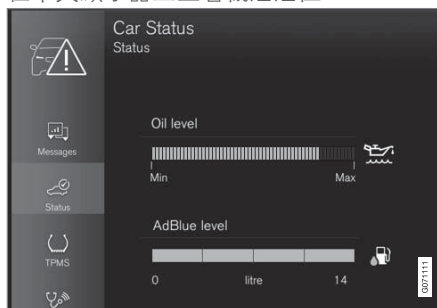 Car Status
Status
Messages
Status
TPMS
Oil level
Min Max
AdBlue level
0 litre 14
G071111